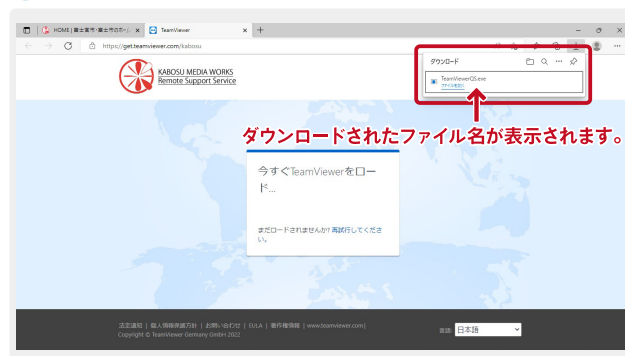 HOME | 富士宮市・富士市のホ
TeamViewer
https://get.teamviewer.com/kabosu
KABOSU MEDIA WORKS
Remote Support Service
ダウンロード
TeamViewerQS.exe
ファイルを開く
ダウンロードされたファイル名が表示されます。
今すぐTeamViewerをロー
ド...
まだロードされませんか? 再試行してくださ
い。
法定通知 | 個人情報保護方針 | お問い合わせ | EULA | 著作権情報 | www.teamviewer.com |
Copyright © TeamViewer Germany GmbH 2022
言語: 日本語